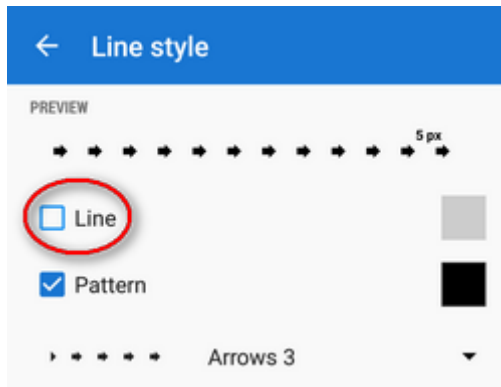 Line style
PREVIEW
5 px
Line
Pattern
Arrows 3